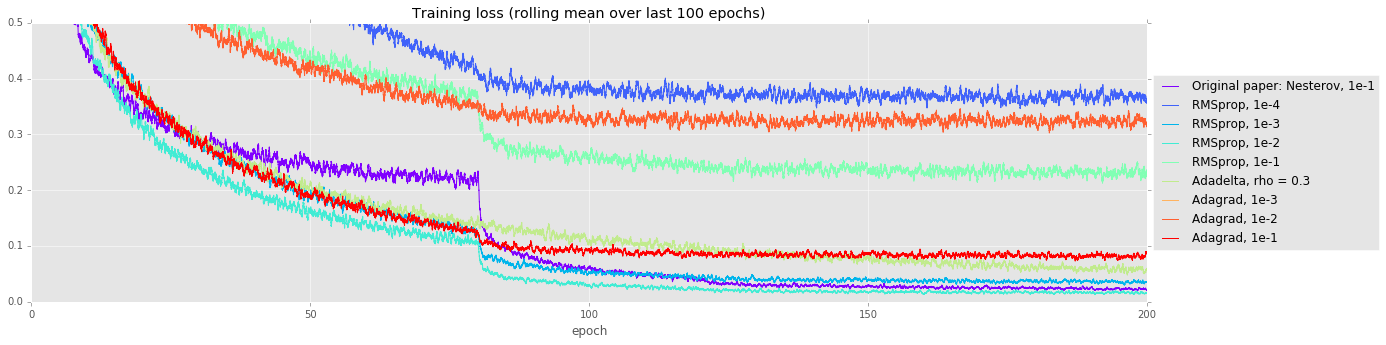 Training loss (rolling mean over last 100 epochs)
0.5
0.4
0.3
0.2
0.1
0.0
0
50
100
150
200
epoch
Original paper: Nesterov, 1e-1
RMSprop, 1e-4
RMSprop, 1e-3
RMSprop, 1e-2
RMSprop, 1e-1
Adadelta, rho = 0.3
Adagrad, 1e-3
Adagrad, 1e-2
Adagrad, 1e-1